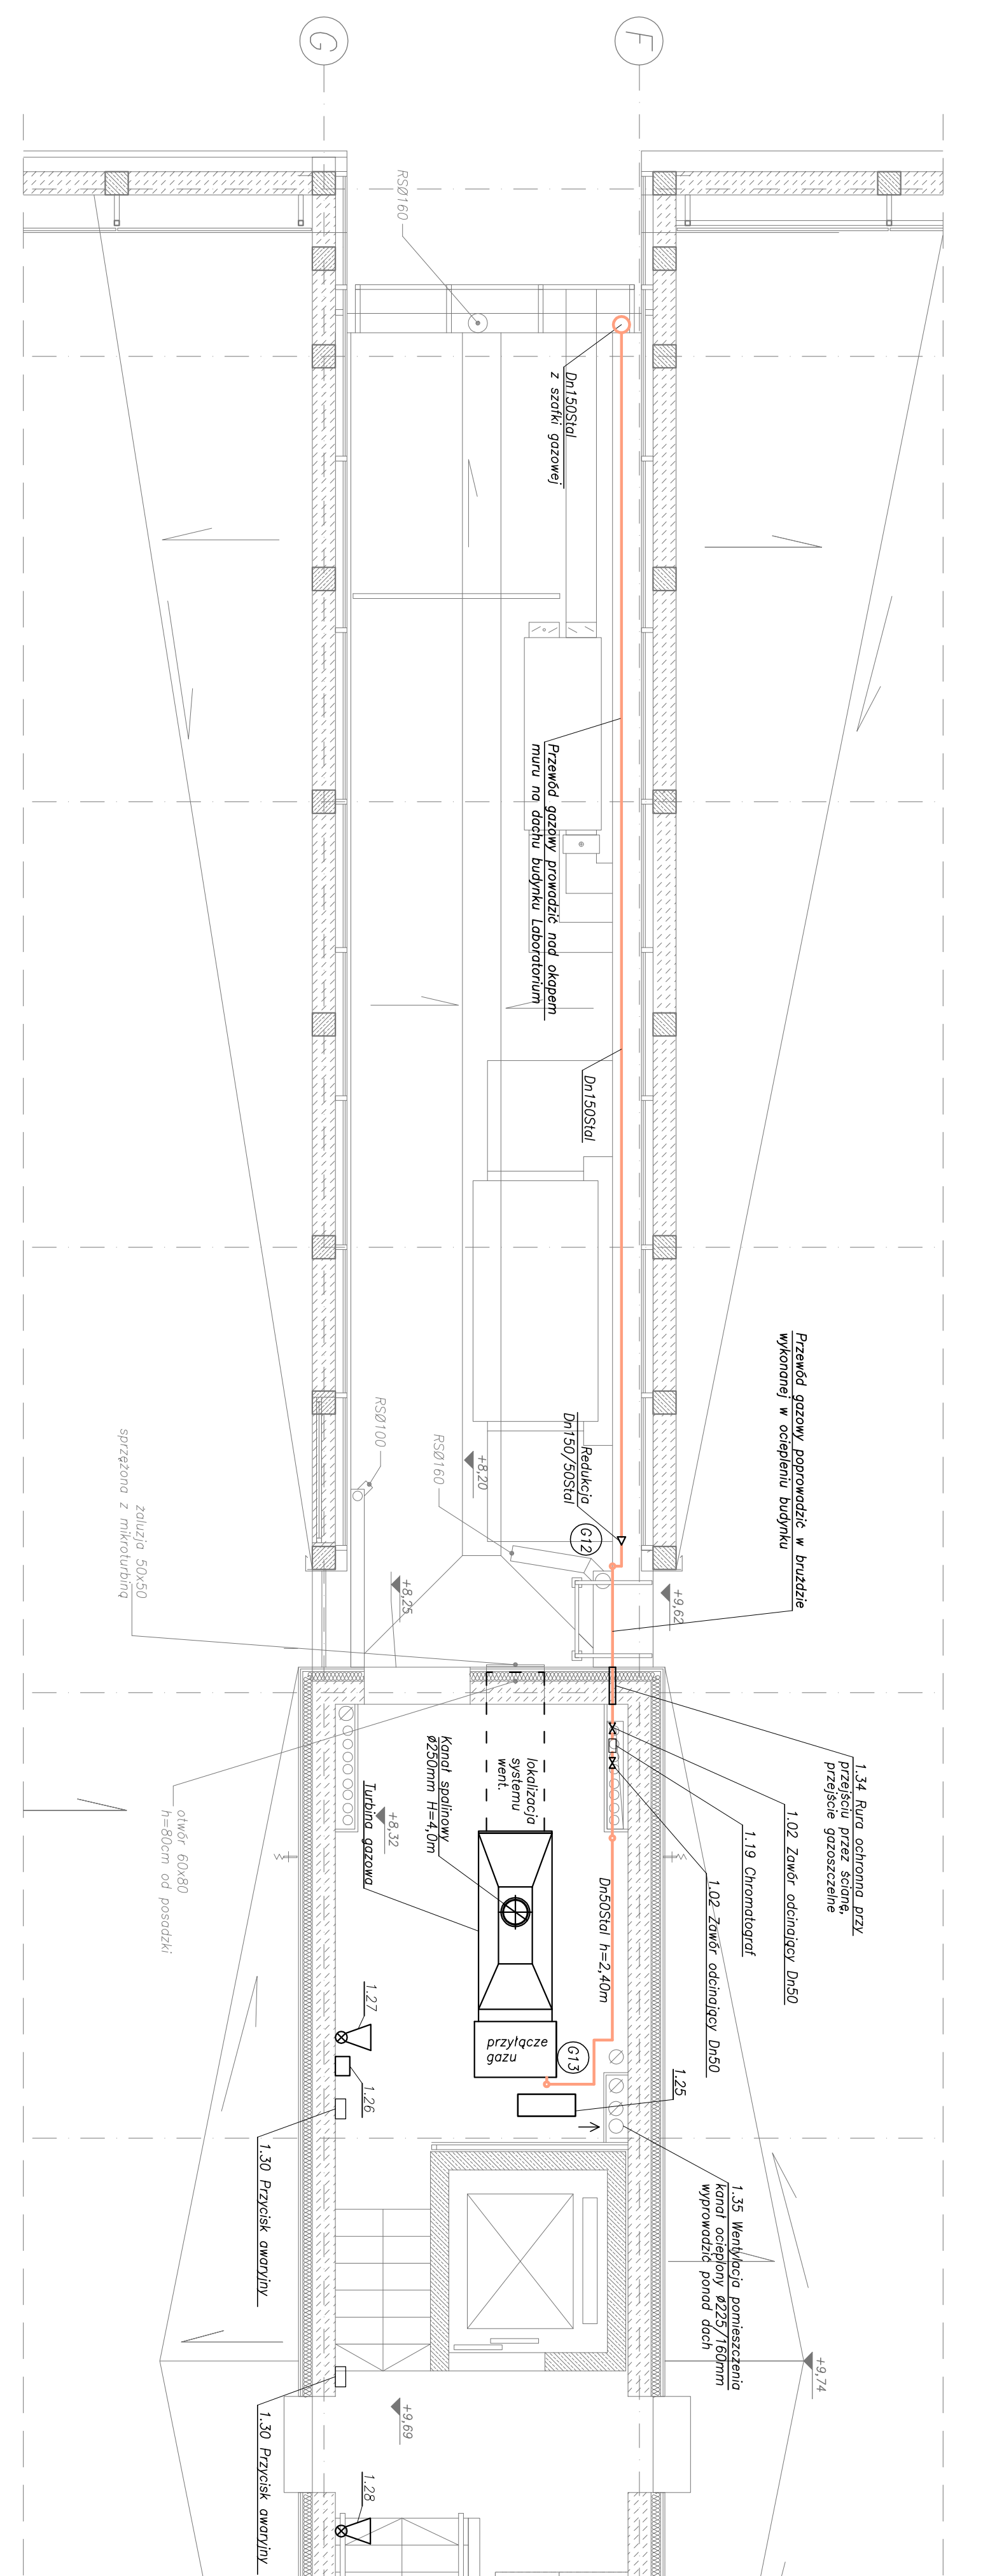 G
F
RSØ160
Dn150Stal
z szafki gazowej
Przewód gazowy prowadzić nad okapem
muru na dachu budynku Laboratorium
Dn150Stal
Przewód gazowy poprowadzić w bruździe
wykonanej w ociepleniu budynku
Redukcja
Dn150/50Stal
G12
+8,20
RSØ100
RSØ160
żaluzja 50x50
sprzężona z mikroturbiną
+8,25
+9,62
1.34 Rura ochronna przy
przejściu przez ścianę,
przejście gazoszczelne
1.02 Zawór odcinający Dn50
1.19 Chromatograf
1.02 Zawór odcinający Dn50
lokalizacja
systemu
went.
Kanał spalinowy
Ø250mm H=4,0m
Turbina gazowa
+8,32
otwór 60x80
h=80cm od posadzki
Dn50Stal h=2,40m
przyłącze
gazu
G13
1.25
1.27
1.26
1.30 Przycisk awaryjny
1.35 Wentylacja pomieszczenia
kanał ocieplony Ø225/160mm
wyprowadzić ponad dach
+9,74
+9,69
1.30 Przycisk awaryjny
1.28